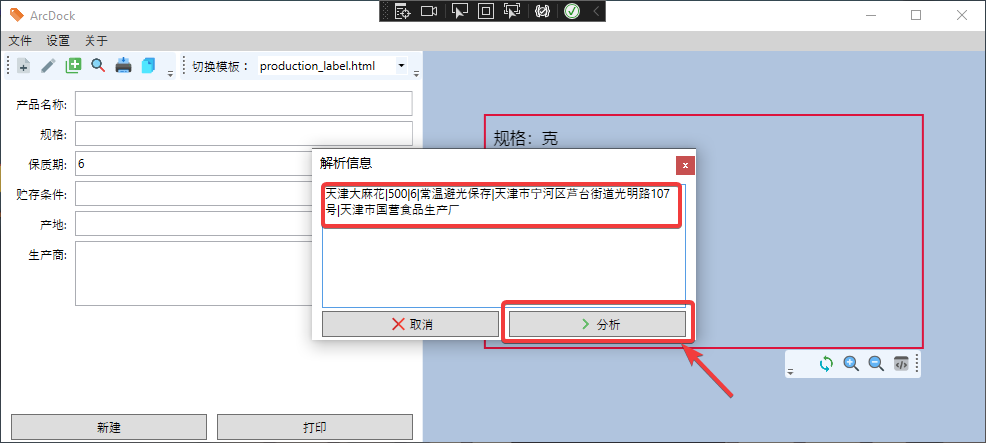 ArcDock
文件 设置 关于
切换模板: production_label.html
产品名称:
规格:
保质期: 6
贮存条件:
产地:
生产商:
规格: 克
解析信息
天津大麻花|500|6|常温避光保存|天津市宁河区芦台街道光明路107
号|天津市国营食品生产厂
取消
分析
新建
打印